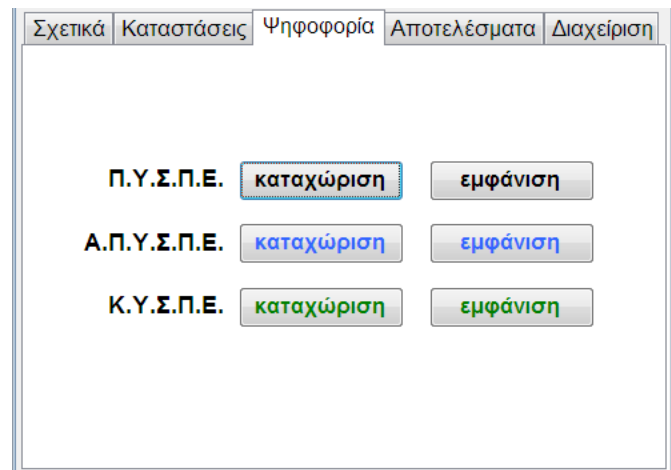 Σχετικά Καταστάσεις Ψηφοφορία Αποτελέσματα Διαχείριση
Π.Υ.Σ.Π.Ε. καταχώριση εμφάνιση
Α.Π.Υ.Σ.Π.Ε. καταχώριση εμφάνιση
Κ.Υ.Σ.Π.Ε. καταχώριση εμφάνιση